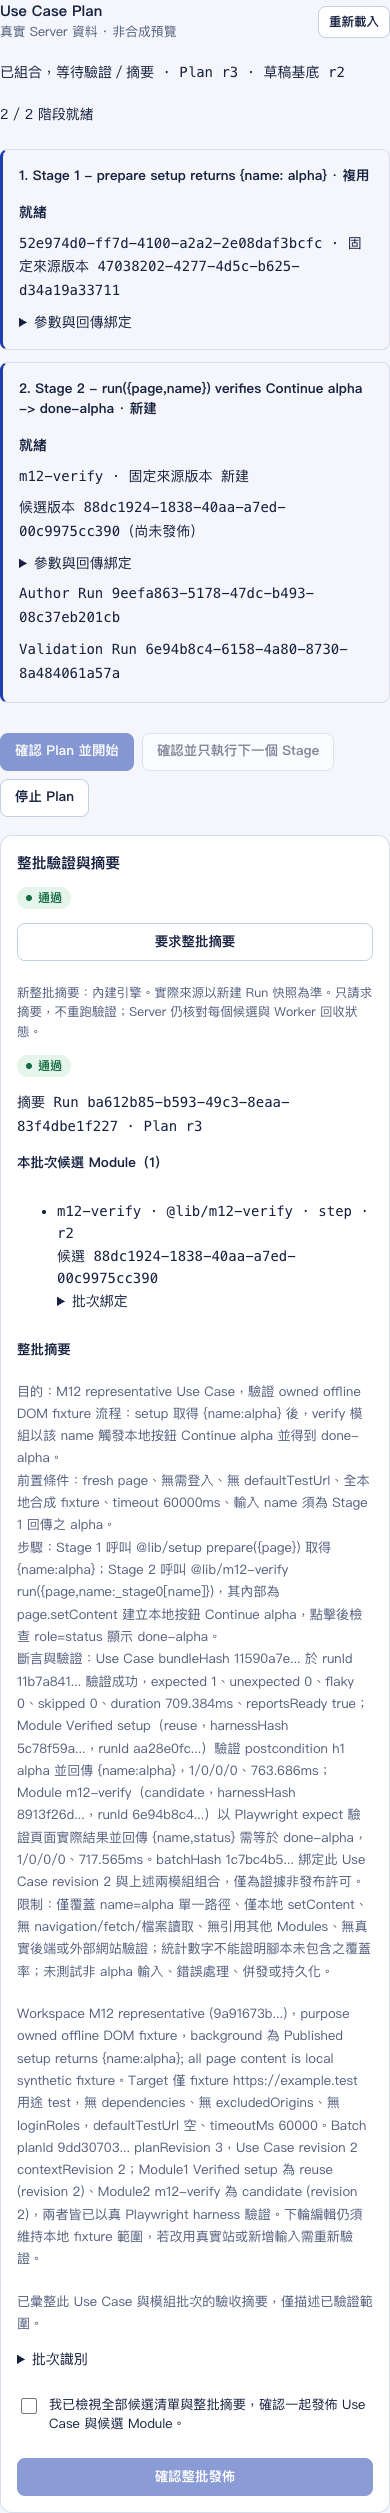 Use Case Plan
真實 Server 資料 · 非合成預覽
重新載入
已組合，等待驗證 / 摘要 · Plan r3 · 草稿基底 r2
2 / 2 階段就緒
1. Stage 1 - prepare setup returns {name: alpha} · 複用
就緒
52e974d0-ff7d-4100-a2a2-2e08daf3bcfc · 固
定來源版本 47038202-4277-4d5c-b625-
d34a19a33711
▶ 參數與回傳綁定
2. Stage 2 - run({page,name}) verifies Continue alpha
-> done-alpha · 新建
就緒
m12-verify · 固定來源版本 新建
候選版本 88dc1924-1838-40aa-a7ed-
00c9975cc390（尚未發佈）
▶ 參數與回傳綁定
Author Run 9eefa863-5178-47dc-b493-
08c37eb201cb
Validation Run 6e94b8c4-6158-4a80-8730-
8a484061a57a
確認 Plan 並開始
確認並只執行下一個 Stage
停止 Plan
整批驗證與摘要
● 通過
要求整批摘要
新整批摘要：內建引擎。實際來源以新建 Run 快照為準。只請求
摘要，不重跑驗證；Server 仍核對每個候選與 Worker 回收狀
態。
● 通過
摘要 Run ba612b85-b593-49c3-8eaa-
83f4dbe1f227 · Plan r3
本批次候選 Module（1）
• m12-verify · @lib/m12-verify · step ·
r2
候選 88dc1924-1838-40aa-a7ed-
00c9975cc390
▶ 批次綁定
整批摘要
目的：M12 representative Use Case，驗證 owned offline
DOM fixture 流程：setup 取得 {name:alpha} 後，verify 模
組以該 name 觸發本地按鈕 Continue alpha 並得到 done-
alpha。
前置條件：fresh page、無需登入、無 defaultTestUrl、全本
地合成 fixture、timeout 60000ms、輸入 name 須為 Stage
1 回傳之 alpha。
步驟：Stage 1 呼叫 @lib/setup prepare({page}) 取得
{name:alpha}；Stage 2 呼叫 @lib/m12-verify
run({page,name:_stage0[name]})，其內部為
page.setContent 建立本地按鈕 Continue alpha，點擊後檢
查 role=status 顯示 done-alpha。
斷言與驗證：Use Case bundleHash 11590a7e... 於 runId
11b7a841... 驗證成功，expected 1、unexpected 0、flaky
0、skipped 0、duration 709.384ms、reportsReady true；
Module Verified setup（reuse，harnessHash
5c78f59a...，runId aa28e0fc...）驗證 postcondition h1
alpha 並回傳 {name:alpha}，1/0/0/0、763.686ms；
Module m12-verify（candidate，harnessHash
8913f26d...，runId 6e94b8c4...）以 Playwright expect 驗
證頁面實際結果並回傳 {name,status} 需等於 done-alpha，
1/0/0/0、717.565ms。batchHash 1c7bc4b5... 綁定此 Use
Case revision 2 與上述兩模組組合，僅為證據非發布許可。
限制：僅覆蓋 name=alpha 單一路徑、僅本地 setContent、
無 navigation/fetch/檔案讀取、無引用其他 Modules、無真
實後端或外部網站驗證；統計數字不能證明腳本未包含之覆蓋
率；未測試非 alpha 輸入、錯誤處理、併發或持久化。
Workspace M12 representative (9a91673b...)，purpose
owned offline DOM fixture，background 為 Published
setup returns {name:alpha}; all page content is local
synthetic fixture。Target 僅 fixture https://example.test
用途 test，無 dependencies、無 excludedOrigins、無
loginRoles，defaultTestUrl 空、timeoutMs 60000。Batch
planId 9dd30703... planRevision 3，Use Case revision 2
contextRevision 2；Module1 Verified setup 為 reuse
(revision 2)、Module2 m12-verify 為 candidate (revision
2)，兩者皆已以真 Playwright harness 驗證。下輪編輯仍須
維持本地 fixture 範圍，若改用真實站或新增輸入需重新驗
證。
已彙整此 Use Case 與模組批次的驗收摘要，僅描述已驗證範
圍。
▶ 批次識別
我已檢視全部候選清單與整批摘要，確認一起發佈 Use
Case 與候選 Module。
確認整批發佈